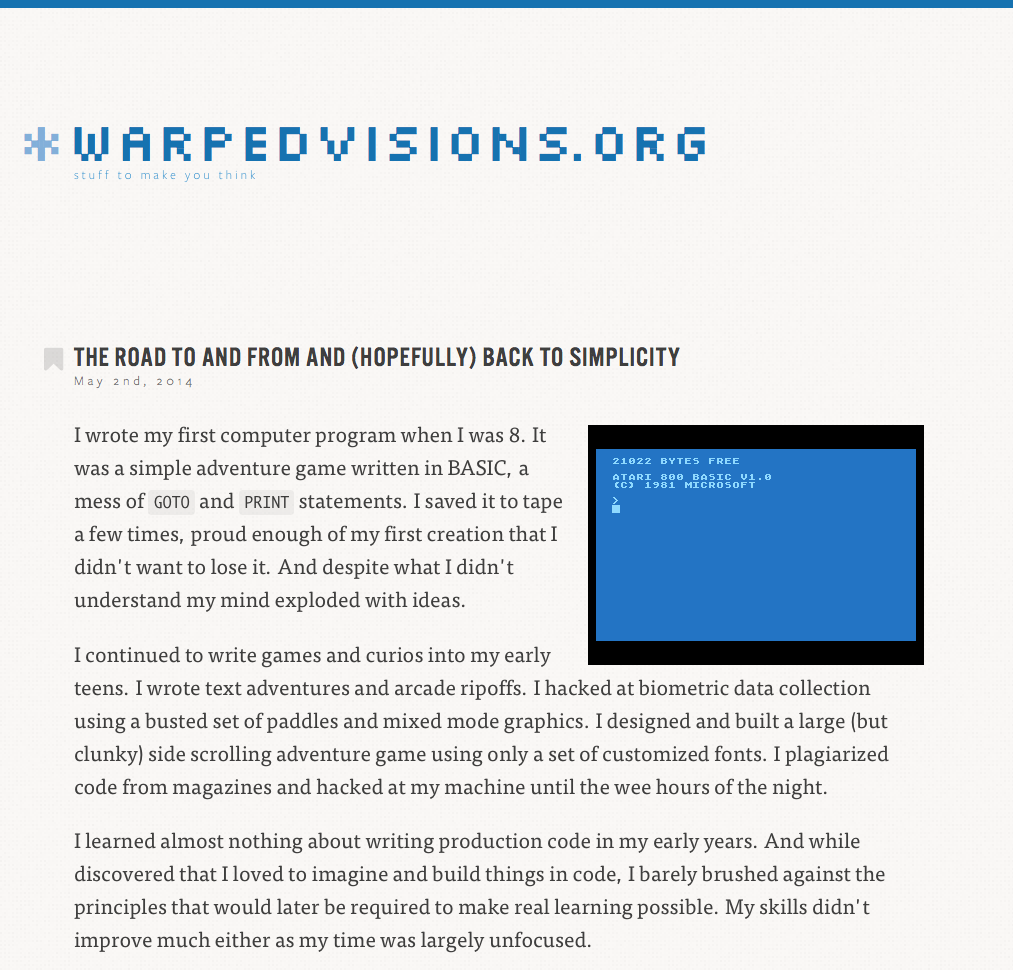 *WARPEDVISIONS.ORG
stuff to make you think
THE ROAD TO AND FROM AND (HOPEFULLY) BACK TO SIMPLICITY
May 2nd, 2014
I wrote my first computer program when I was 8. It
was a simple adventure game written in BASIC, a
mess of GOTO and PRINT statements. I saved it to tape
a few times, proud enough of my first creation that I
didn't want to lose it. And despite what I didn't
understand my mind exploded with ideas.
21022 BYTES FREE
ATARI 800 BASIC V1.0
(C) 1981 MICROSOFT
>
I continued to write games and curios into my early
teens. I wrote text adventures and arcade ripoffs. I hacked at biometric data collection
using a busted set of paddles and mixed mode graphics. I designed and built a large (but
clunky) side scrolling adventure game using only a set of customized fonts. I plagiarized
code from magazines and hacked at my machine until the wee hours of the night.
I learned almost nothing about writing production code in my early years. And while
discovered that I loved to imagine and build things in code, I barely brushed against the
principles that would later be required to make real learning possible. My skills didn't
improve much either as my time was largely unfocused.